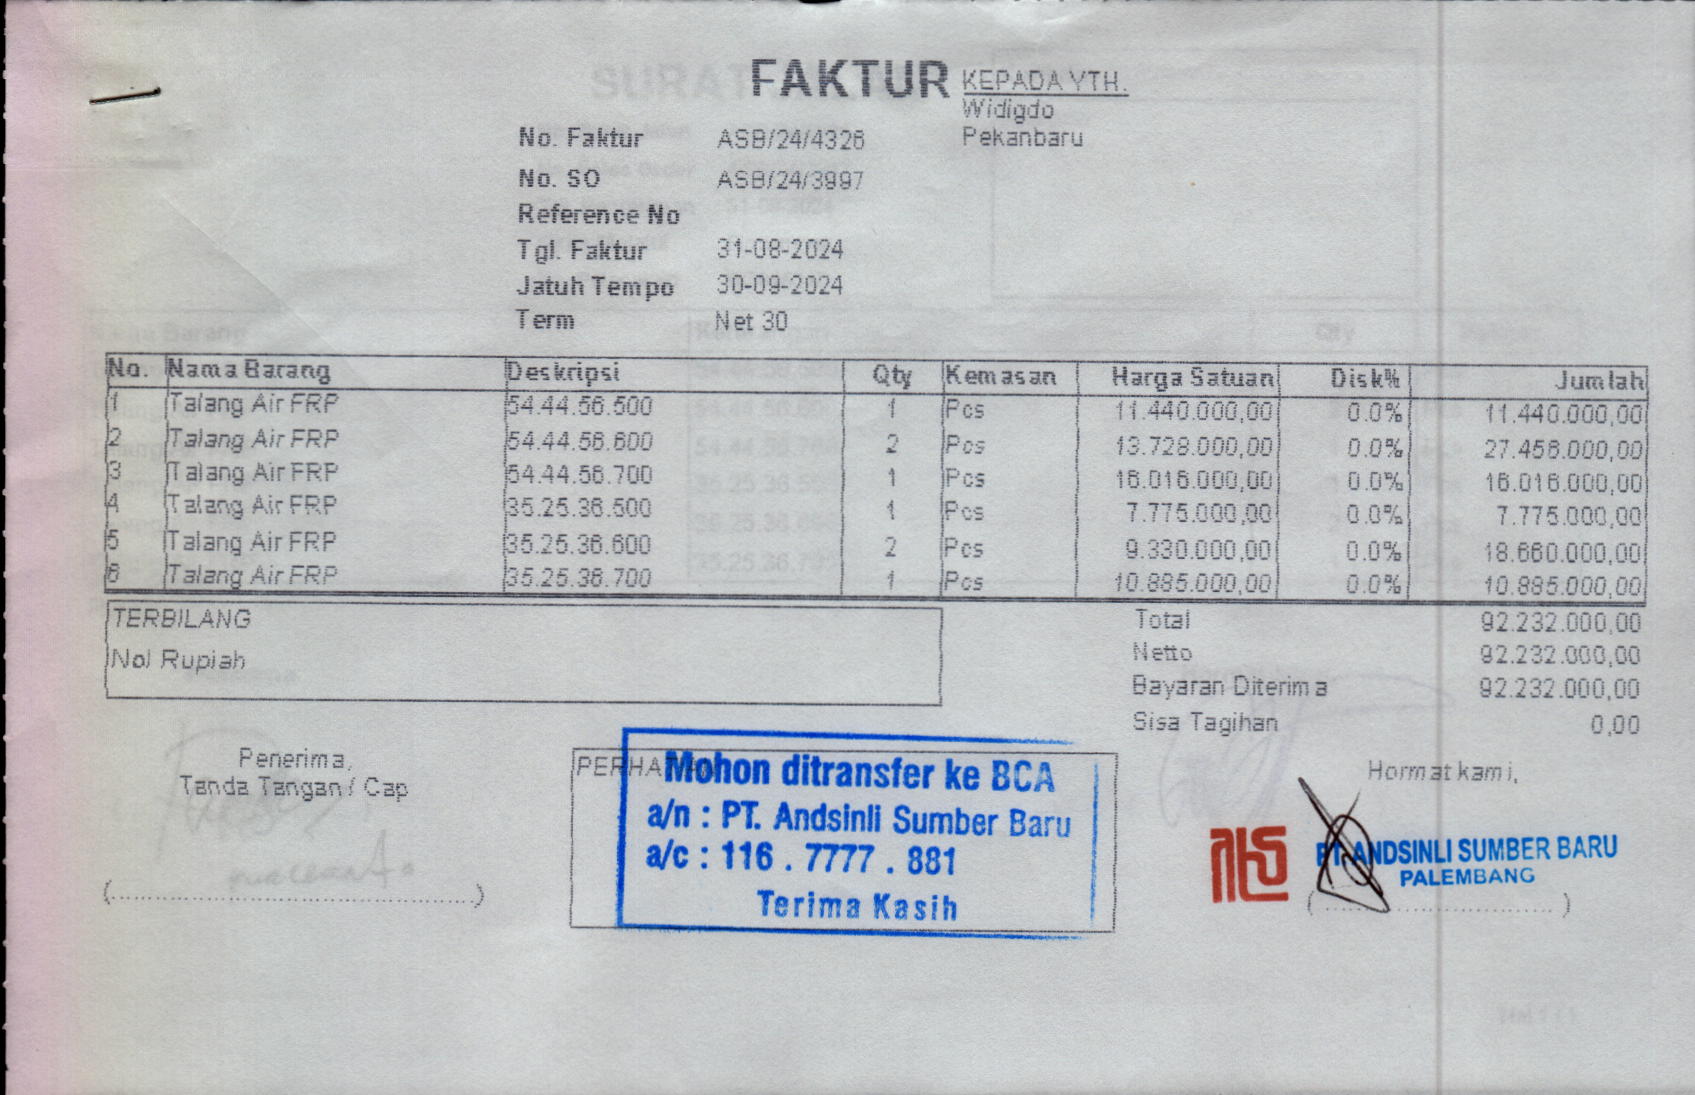 FAKTUR
KEPADA YTH.
Widigdo
Pekanbaru
No. Faktur ASB/24/4326
No. SO ASB/24/3997
Reference No
Tgl. Faktur 31-08-2024
Jatuh Tempo 30-09-2024
Term Net 30
No. Nama Barang Deskripsi Qty Kemasan Harga Satuan Disk% Jumlah
1 Talang Air FRP 54.44.56.500 1 Pcs 11.440.000,00 0.0% 11.440.000,00
2 Talang Air FRP 54.44.56.600 2 Pcs 13.728.000,00 0.0% 27.456.000,00
3 Talang Air FRP 54.44.56.700 1 Pcs 16.016.000,00 0.0% 16.016.000,00
4 Talang Air FRP 35.25.36.500 1 Pcs 7.775.000,00 0.0% 7.775.000,00
5 Talang Air FRP 35.25.36.600 2 Pcs 9.330.000,00 0.0% 18.660.000,00
6 Talang Air FRP 35.25.36.700 1 Pcs 10.885.000,00 0.0% 10.885.000,00
TERBILANG
Nol Rupiah
Total 92.232.000,00
Netto 92.232.000,00
Bayaran Diterima 92.232.000,00
Sisa Tagihan 0,00
Penerima,
Tanda Tangan / Cap
Mohon ditransfer ke BCA
a/n : PT. Andsinli Sumber Baru
a/c : 116 . 7777 . 881
Terima Kasih
Hormat kami,
PT. ANDSINLI SUMBER BARU
PALEMBANG